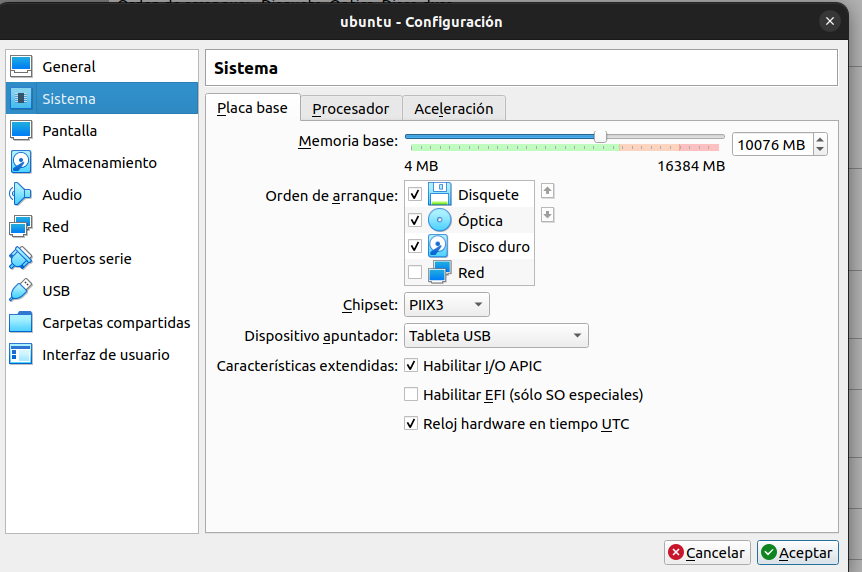 ubuntu - Configuración
General
Sistema
Pantalla
Almacenamiento
Audio
Red
Puertos serie
USB
Carpetas compartidas
Interfaz de usuario
Sistema
Placa base Procesador Aceleración
Memoria base: 10076 MB
4 MB 16384 MB
Orden de arranque: Disquete
Óptica
Disco duro
Red
Chipset: PIIX3
Dispositivo apuntador: Tableta USB
Características extendidas: Habilitar I/O APIC
Habilitar EFI (sólo SO especiales)
Reloj hardware en tiempo UTC
Cancelar Aceptar